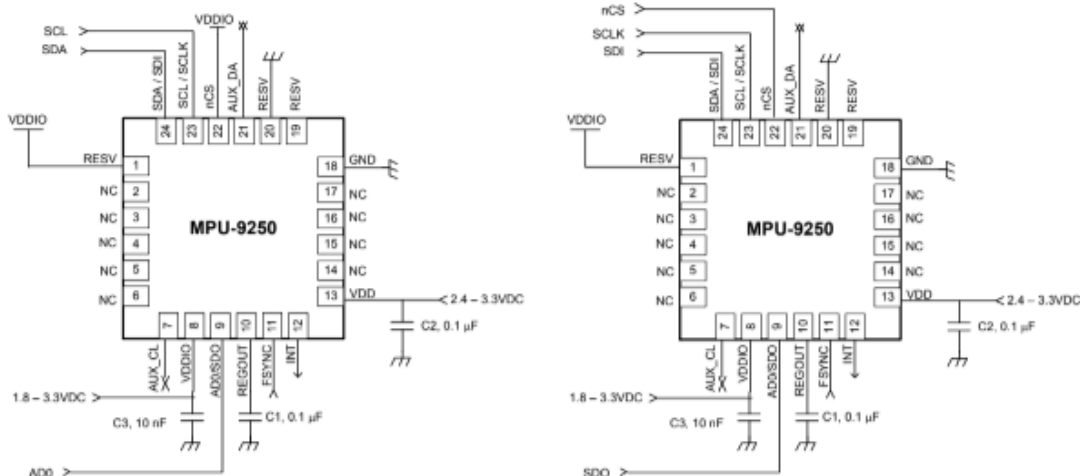 SCL
SDA
VDDIO
SDA / SDI
SCL / SCLK
nCS
AUX_DA
RESV
RESV
24
23
22
21
20
19
VDDIO
RESV
1
18
GND
NC
2
17
NC
NC
3
16
NC
MPU-9250
NC
4
15
NC
NC
5
14
NC
NC
6
13
VDD
2.4 – 3.3VDC
7
8
9
10
11
12
C2, 0.1 µF
AUX_CL
VDDIO
AD0/SDO
REGOUT
FSYNC
INT
1.8 – 3.3VDC
C3, 10 nF
C1, 0.1 µF
AD0
nCS
SCLK
SDI
SDA / SDI
SCL / SCLK
nCS
AUX_DA
RESV
RESV
24
23
22
21
20
19
VDDIO
RESV
1
18
GND
NC
2
17
NC
NC
3
16
NC
MPU-9250
NC
4
15
NC
NC
5
14
NC
NC
6
13
VDD
2.4 – 3.3VDC
7
8
9
10
11
12
C2, 0.1 µF
AUX_CL
VDDIO
AD0/SDO
REGOUT
FSYNC
INT
1.8 – 3.3VDC
C3, 10 nF
C1, 0.1 µF
SDO